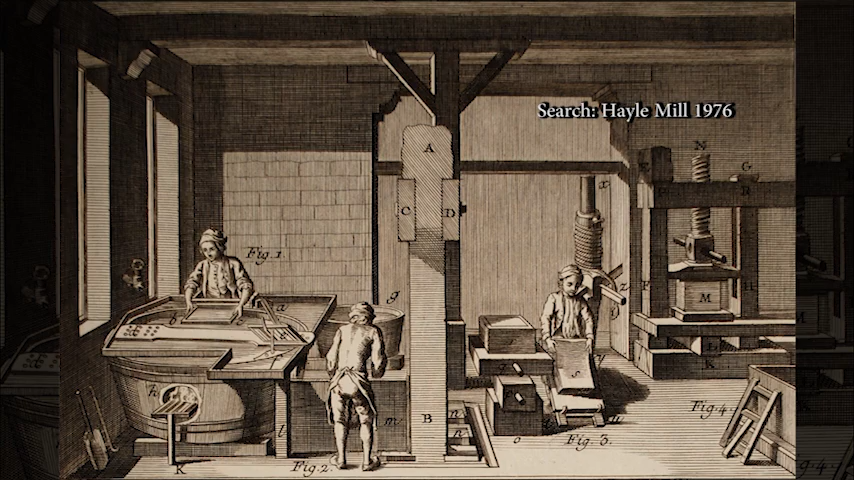 Search: Hayle Mill 1976
N
G
A
R
x
C
D
Fig. 1.
z
F
H
g
a
M
b
h
m
B
n
l
K
o
u
Fig. 2.
Fig. 3.
Fig. 4.
K